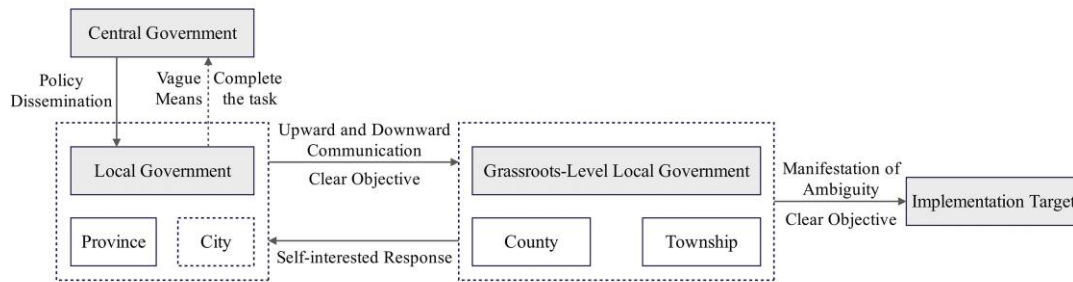 Central Government
Policy
Dissemination
Vague
Means
Complete
the task
Local Government
Province
City
Upward and Downward
Communication
Clear Objective
Self-interested Response
Grassroots-Level Local Government
County
Township
Manifestation of
Ambiguity
Clear Objective
Implementation Target